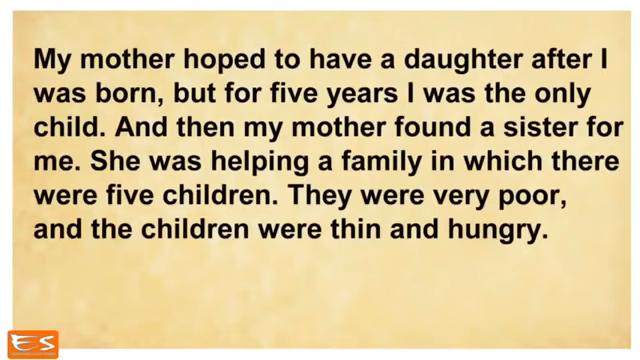 My mother hoped to have a daughter after I
was born, but for five years I was the only
child. And then my mother found a sister for
me. She was helping a family in which there
were five children. They were very poor,
and the children were thin and hungry.
ES